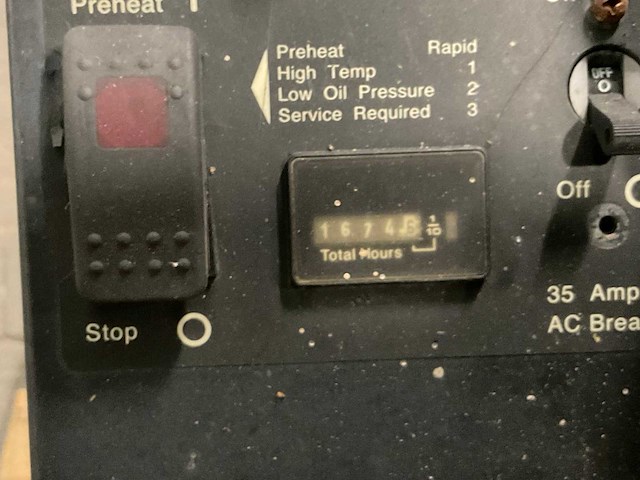 Preheat I
Preheat Rapid
High Temp 1
Low Oil Pressure 2
Service Required 3
OFF
O
Off
1 6 7 4 1/10
Total Hours
35 Amp
AC Brea
Stop O